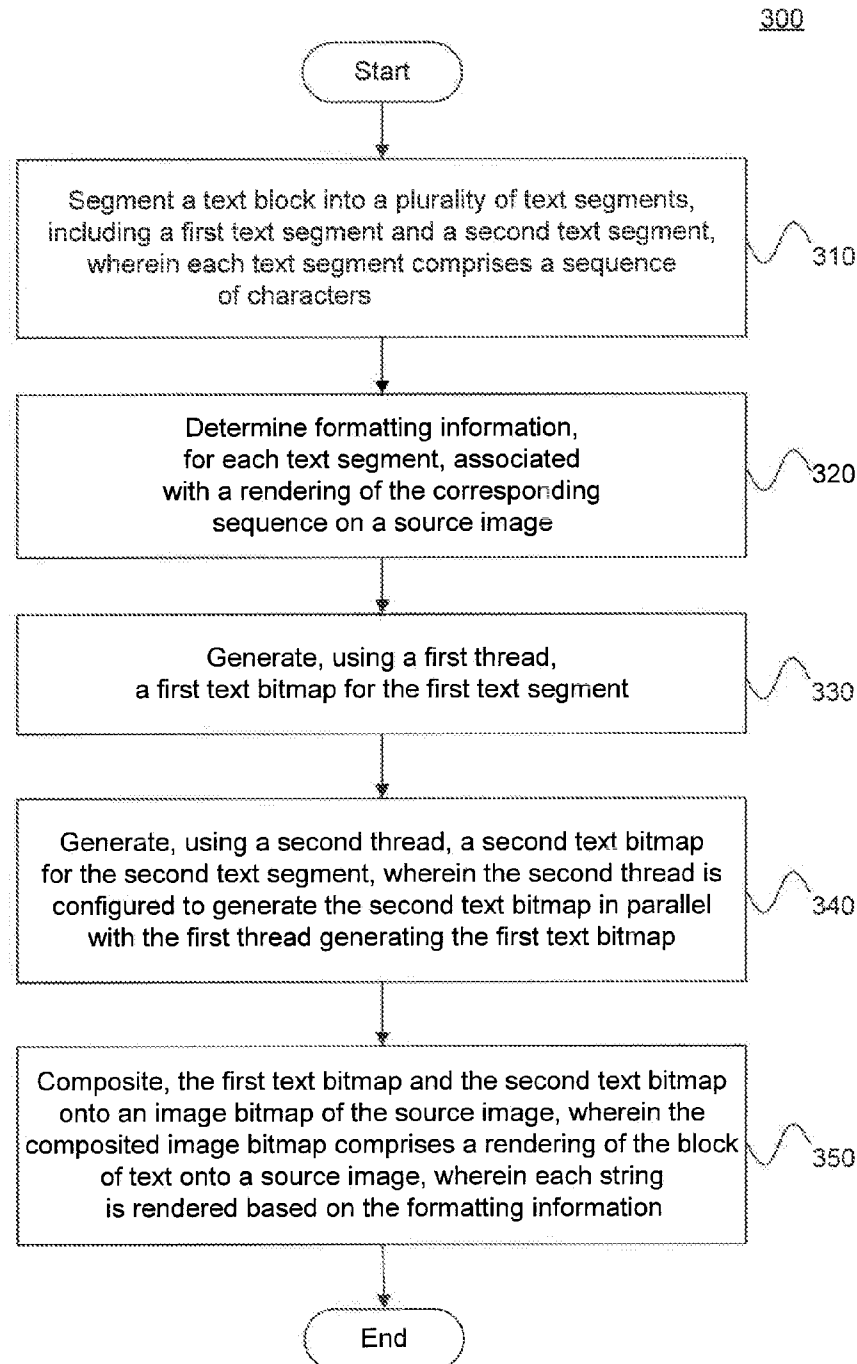 300
Start
Segment a text block into a plurality of text segments,
including a first text segment and a second text segment,
wherein each text segment comprises a sequence
of characters
310
Determine formatting information,
for each text segment, associated
with a rendering of the corresponding
sequence on a source image
320
Generate, using a first thread,
a first text bitmap for the first text segment
330
Generate, using a second thread, a second text bitmap
for the second text segment, wherein the second thread is
configured to generate the second text bitmap in parallel
with the first thread generating the first text bitmap
340
Composite, the first text bitmap and the second text bitmap
onto an image bitmap of the source image, wherein the
composited image bitmap comprises a rendering of the block
of text onto a source image, wherein each string
is rendered based on the formatting information
350
End